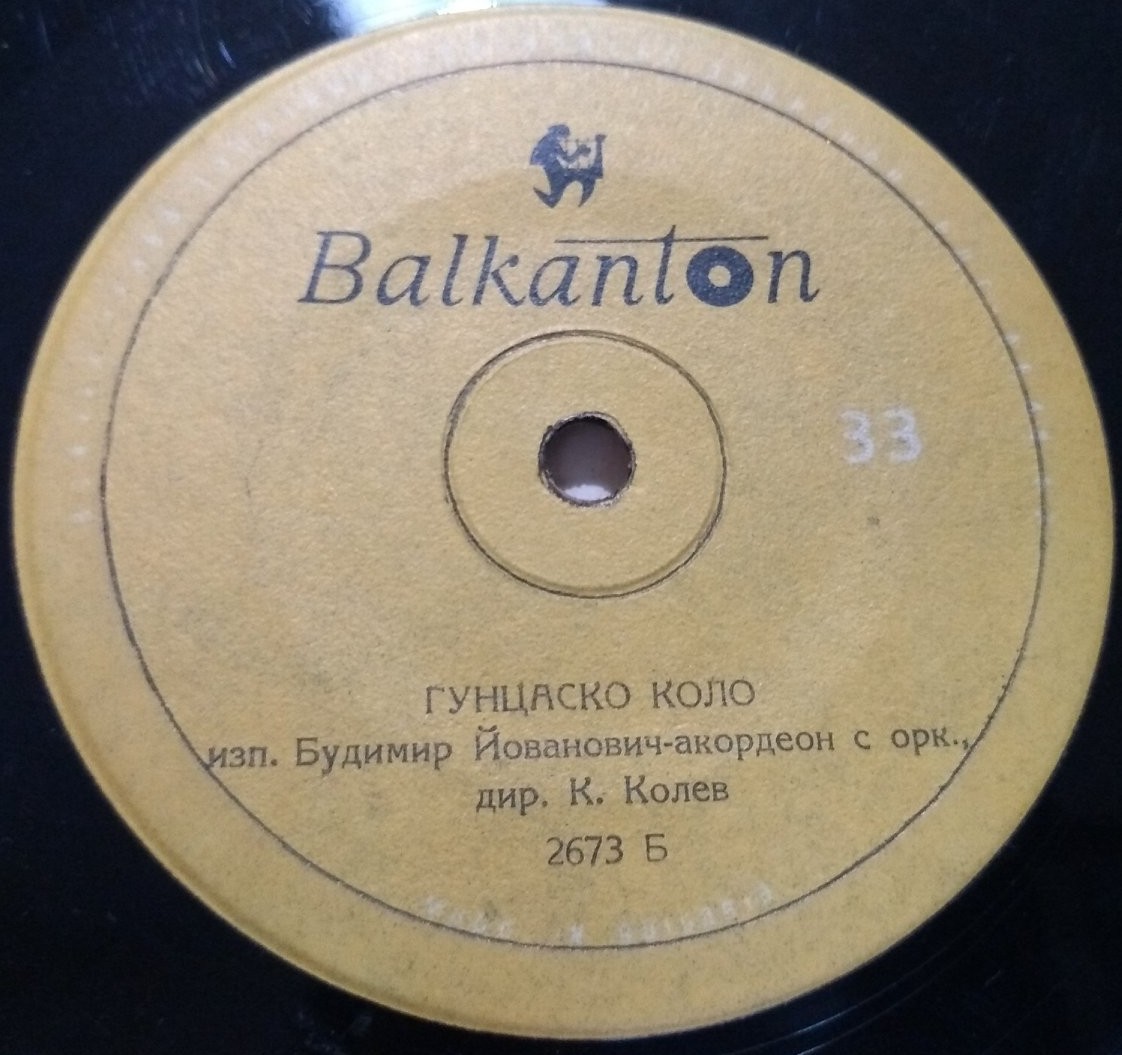 Balkanton
33
ГУНЦАСКО КОЛО
изп. Будимир Йованович-акордеон с орк.,
дир. К. Колев
2673 Б